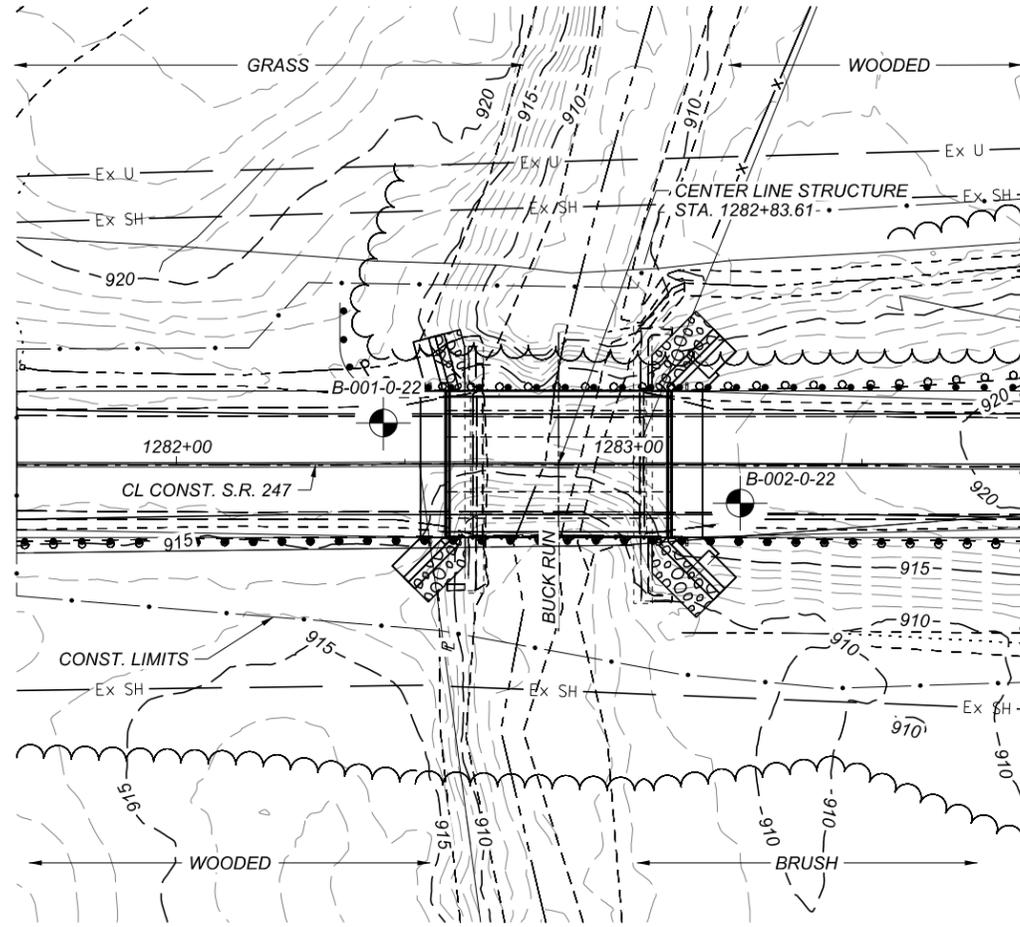 GRASS
WOODED
920
915
910
910
Ex U
Ex U
Ex U
CENTER LINE STRUCTURE
STA. 1282+83.61
Ex SH
Ex SH
Ex SH
920
B-001-0-22
920
1282+00
1283+00
B-002-0-22
CL CONST. S.R. 247
920
915
BUCK RUN
915
910
915
910
CONST. LIMITS
Ex SH
Ex SH
Ex SH
910
910
915
910
910
915
910
WOODED
BRUSH